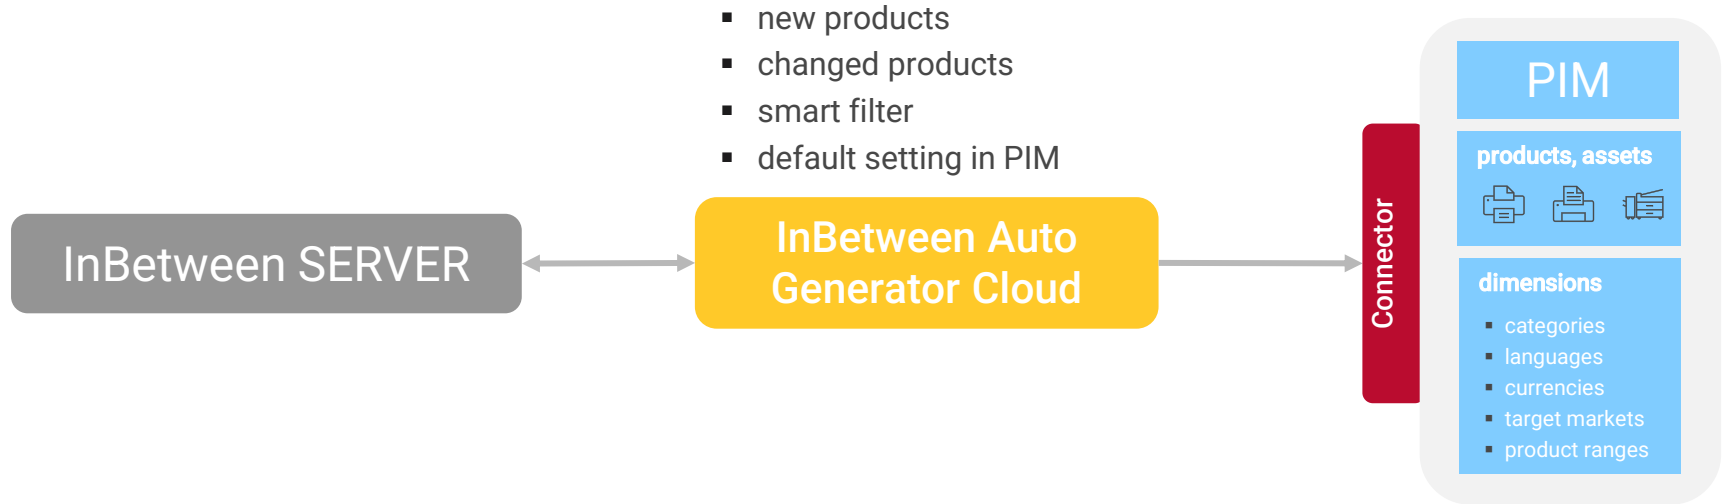 new products
changed products
smart filter
default setting in PIM
InBetween SERVER
InBetween Auto
Generator Cloud
Connector
PIM
products, assets
dimensions
categories
languages
currencies
target markets
product ranges